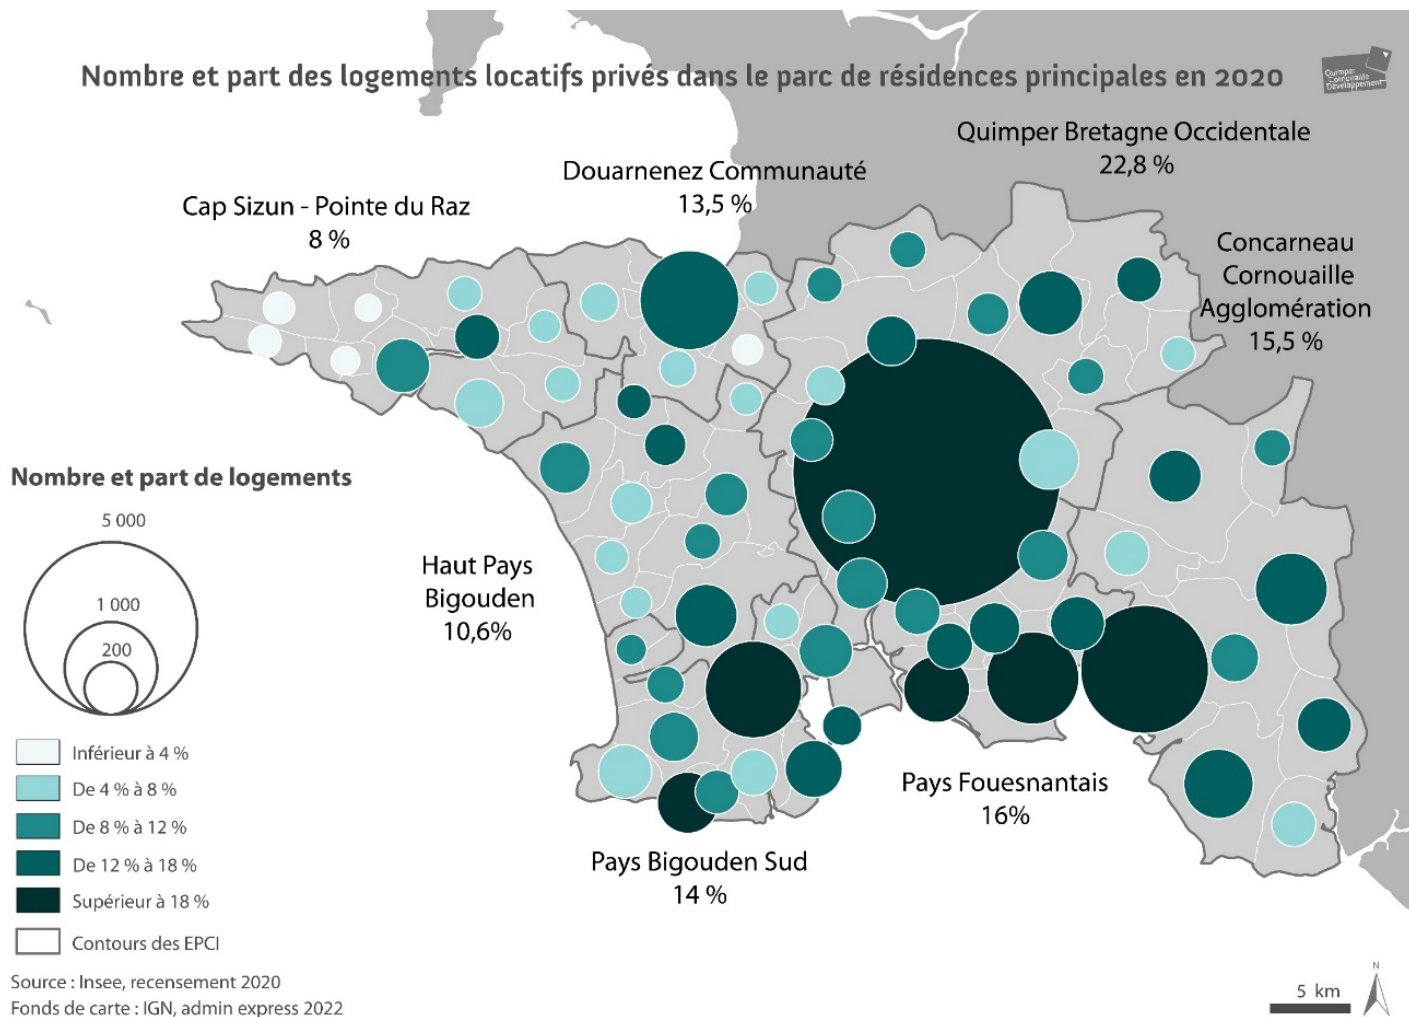 Nombre et part des logements locatifs privés dans le parc de résidences principales en 2020
Quimper
Cornouaille
Développement
Quimper Bretagne Occidentale
22,8 %
Douarnenez Communauté
13,5 %
Cap Sizun - Pointe du Raz
8 %
Concarneau
Cornouaille
Agglomération
15,5 %
Nombre et part de logements
5 000
1 000
200
Haut Pays
Bigouden
10,6%
Pays Fouesnantais
16%
Pays Bigouden Sud
14 %
Inférieur à 4 %
De 4 % à 8 %
De 8 % à 12 %
De 12 % à 18 %
Supérieur à 18 %
Contours des EPCI
Source : Insee, recensement 2020
Fonds de carte : IGN, admin express 2022
N
5 km